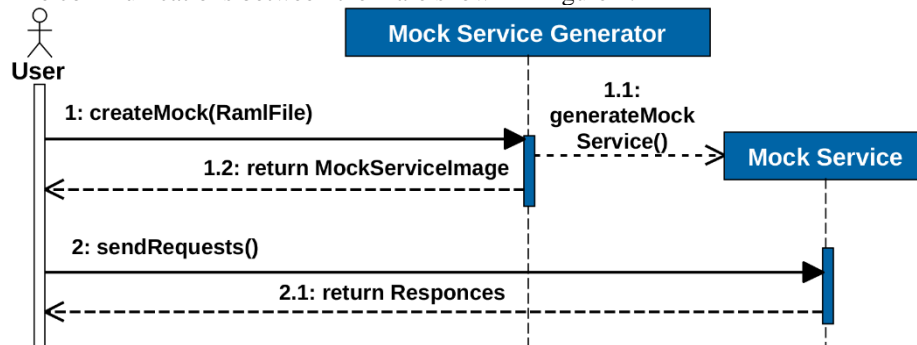 Mock Service Generator
User
1: createMock(RamlFile)
1.1:
generateMock
Service()
Mock Service
1.2: return MockServiceImage
2: sendRequests()
2.1: return Responces